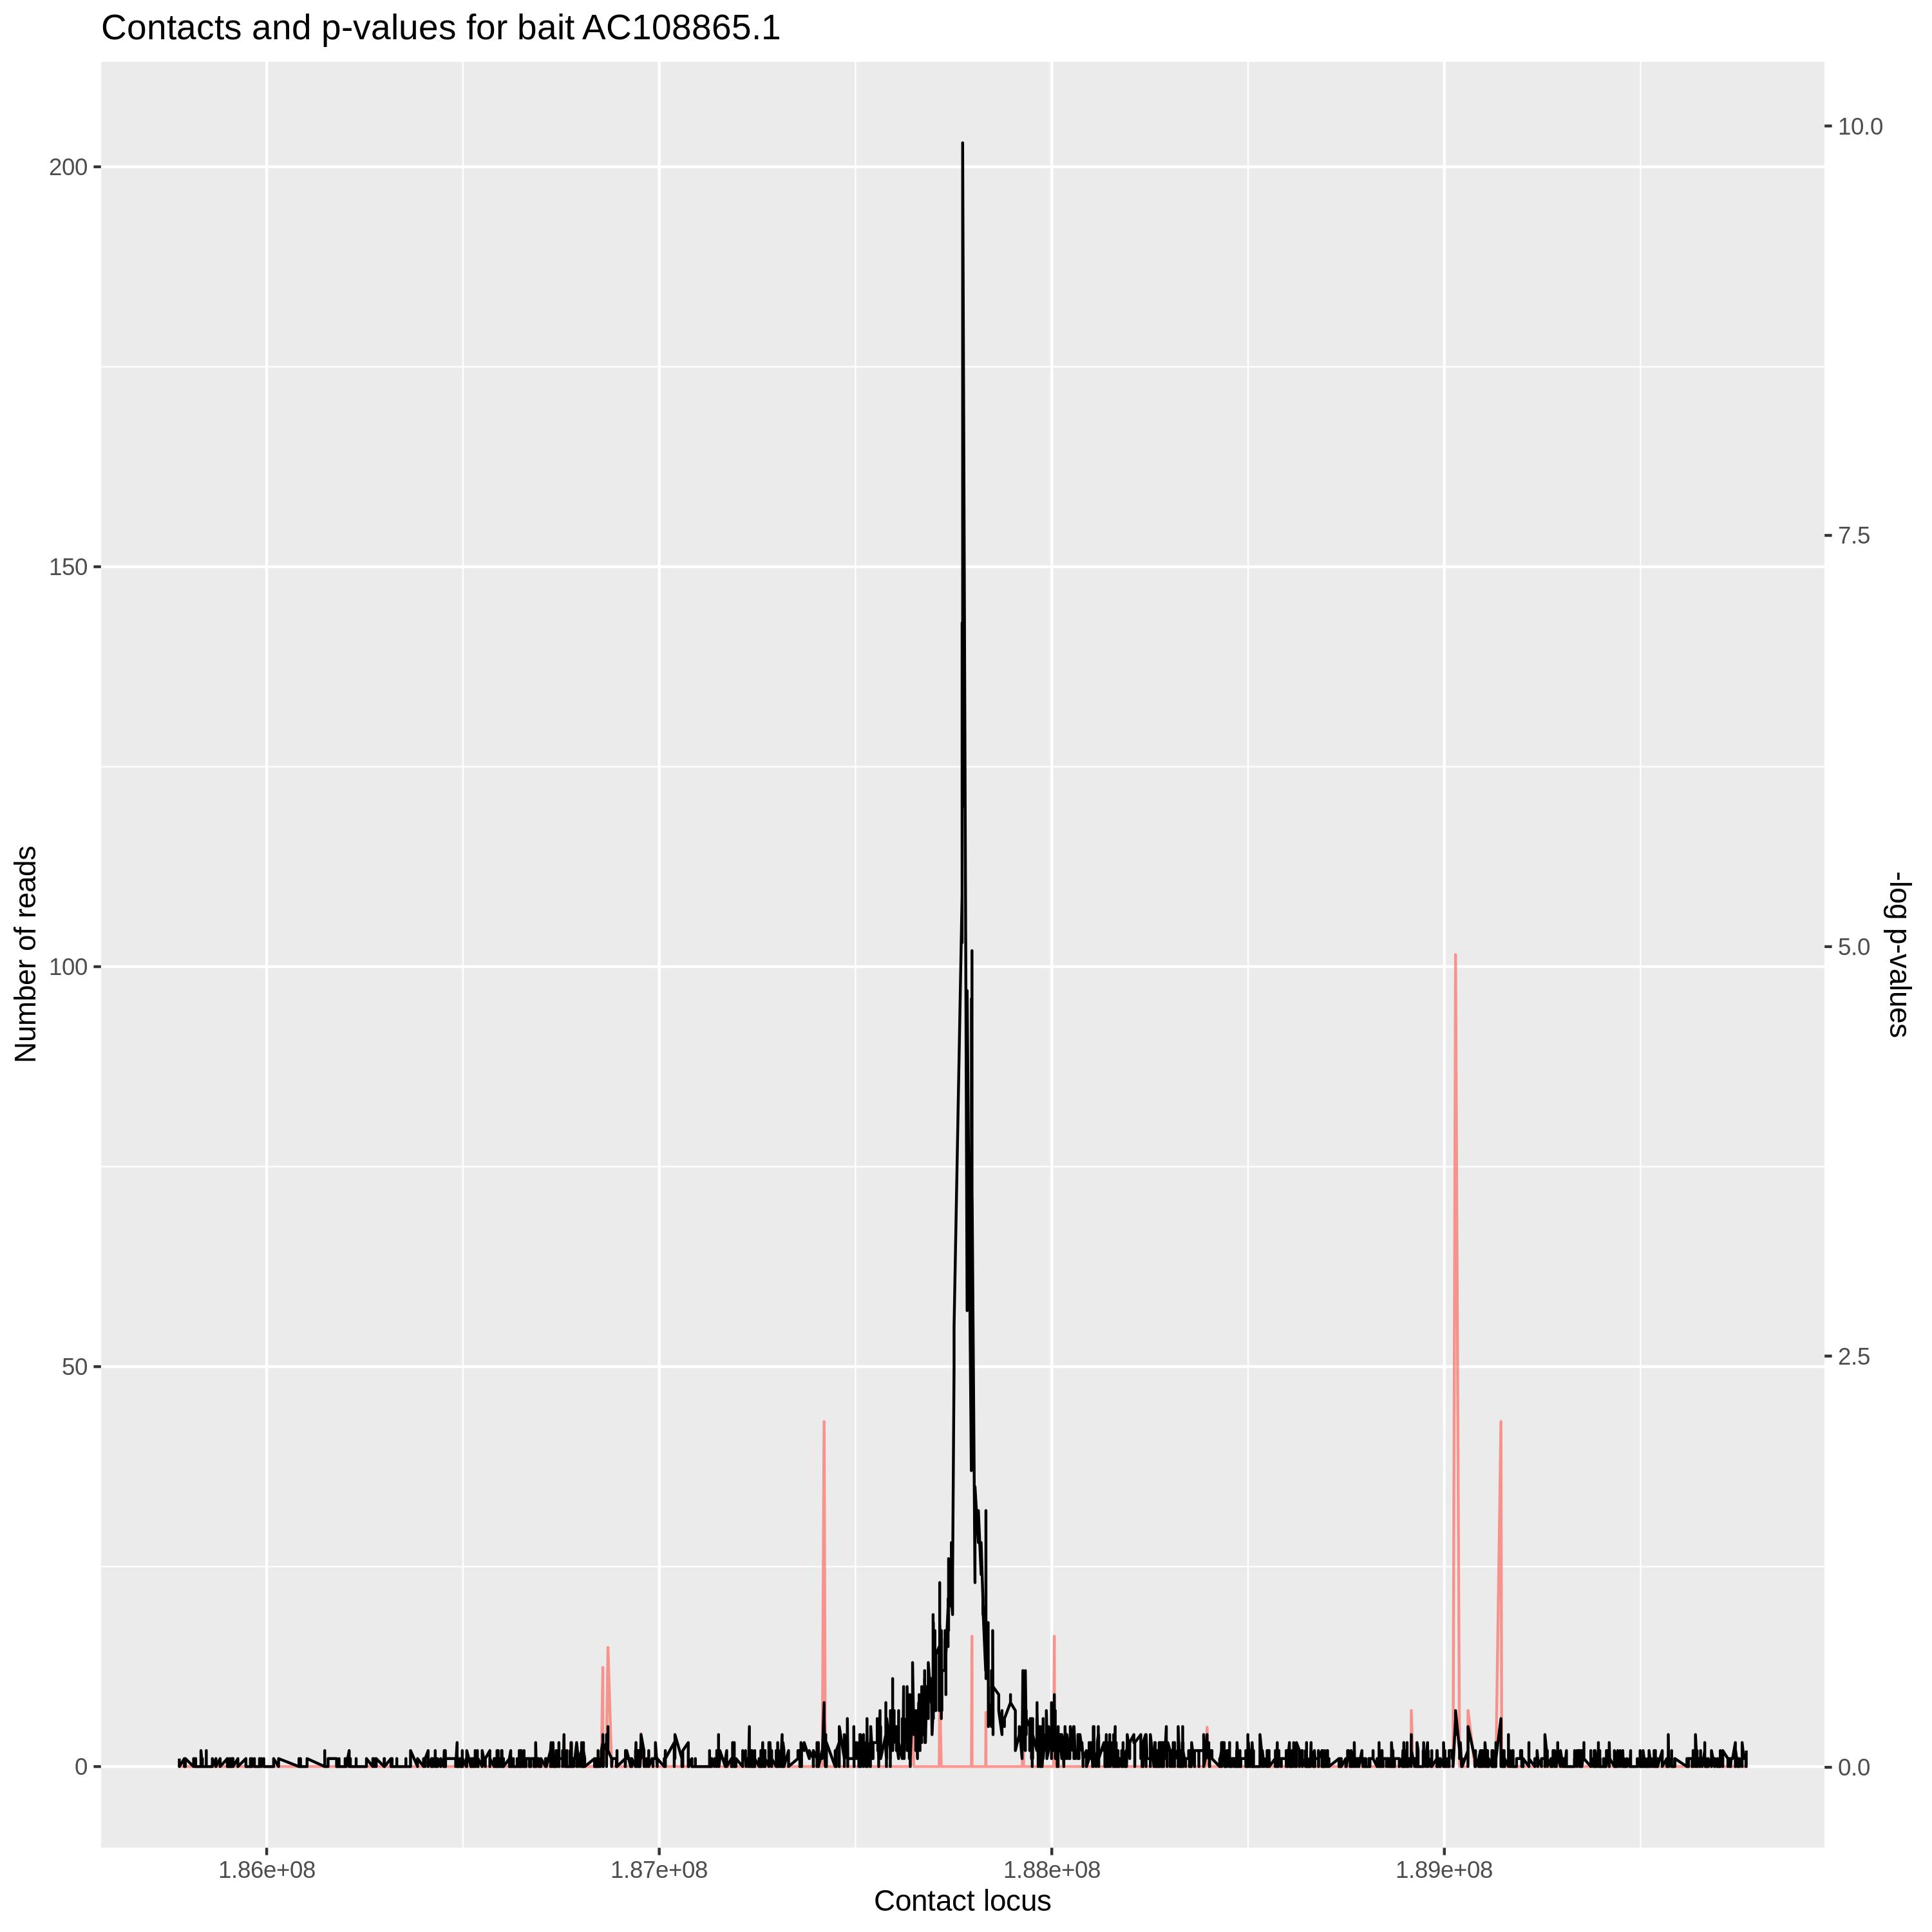 Contacts and p-values for bait AC108865.1
200
150
100
50
0
Number of reads
10.0
7.5
5.0
2.5
0.0
-log p-values
1.86e+08
1.87e+08
1.88e+08
1.89e+08
Contact locus